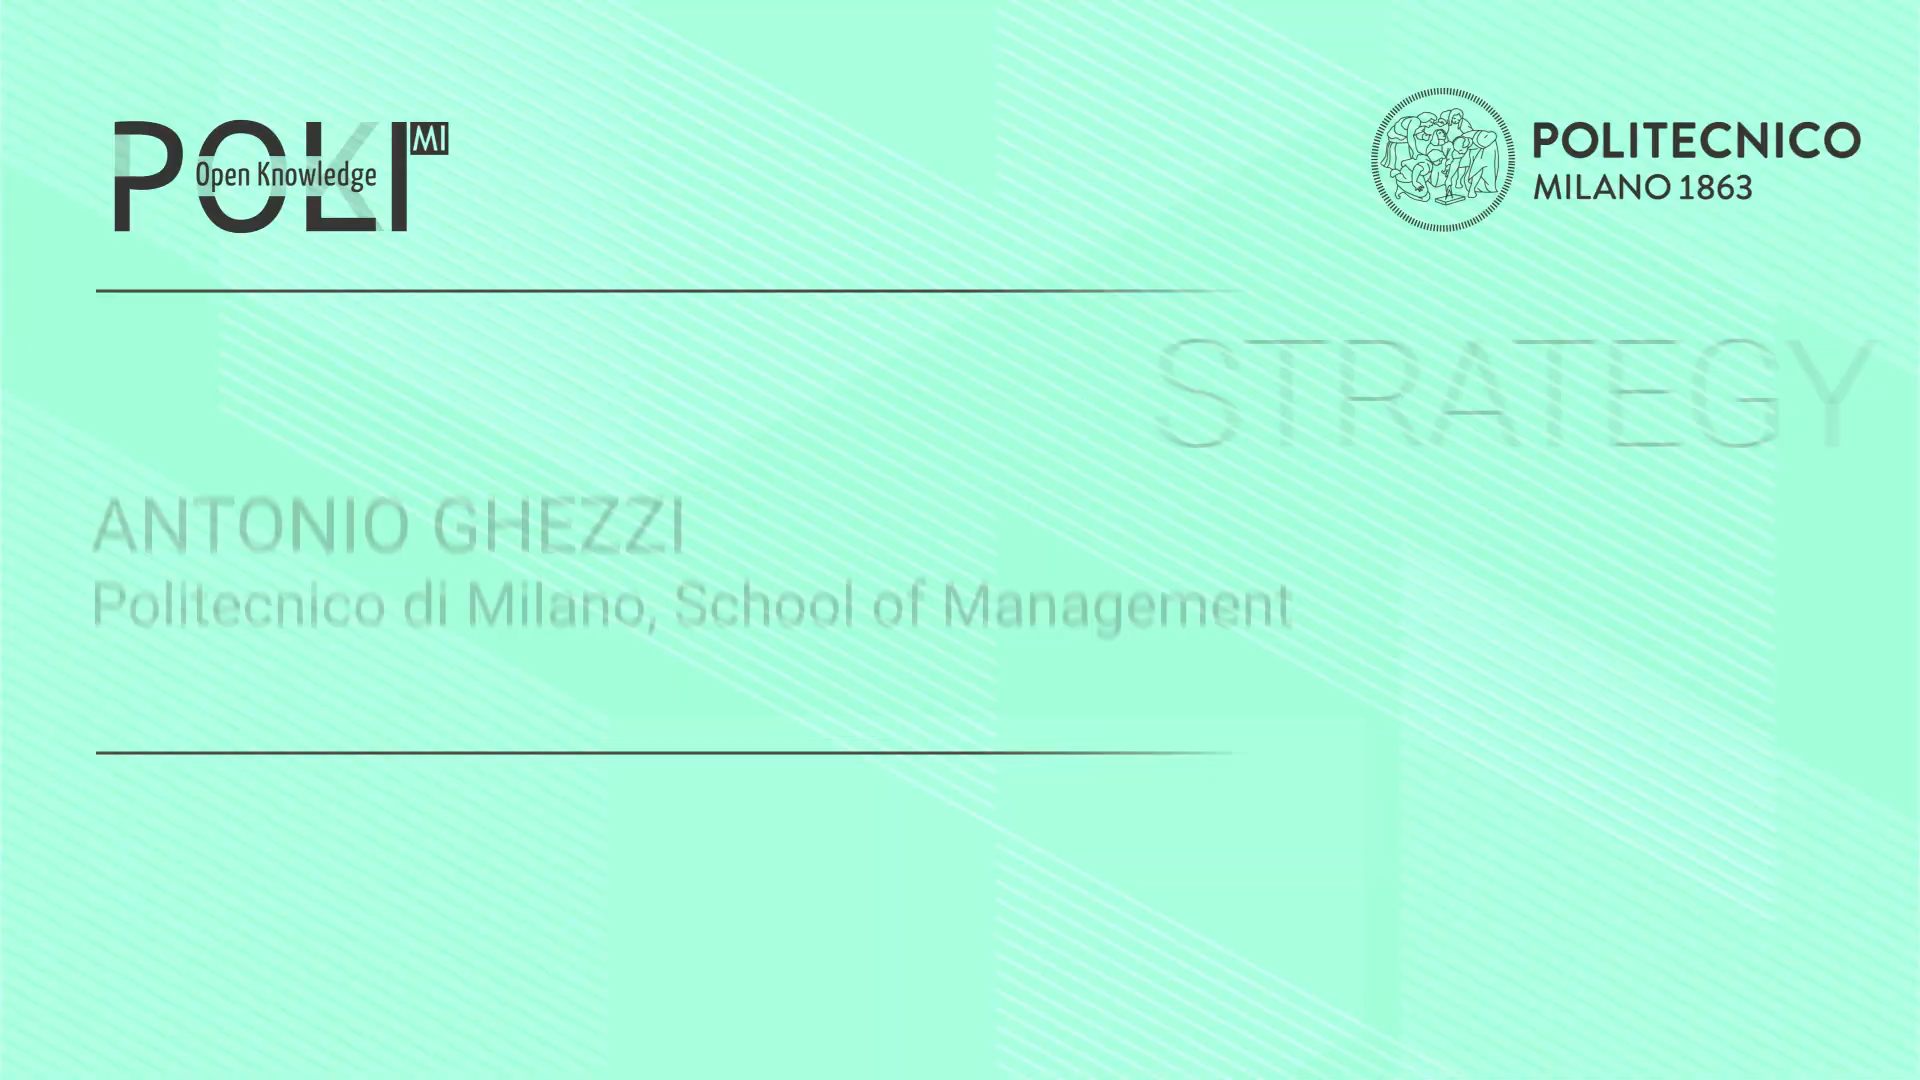 POLI MI
Open Knowledge
POLITECNICO
MILANO 1863
STRATEGY
ANTONIO GHEZZI
Politecnico di Milano, School of Management